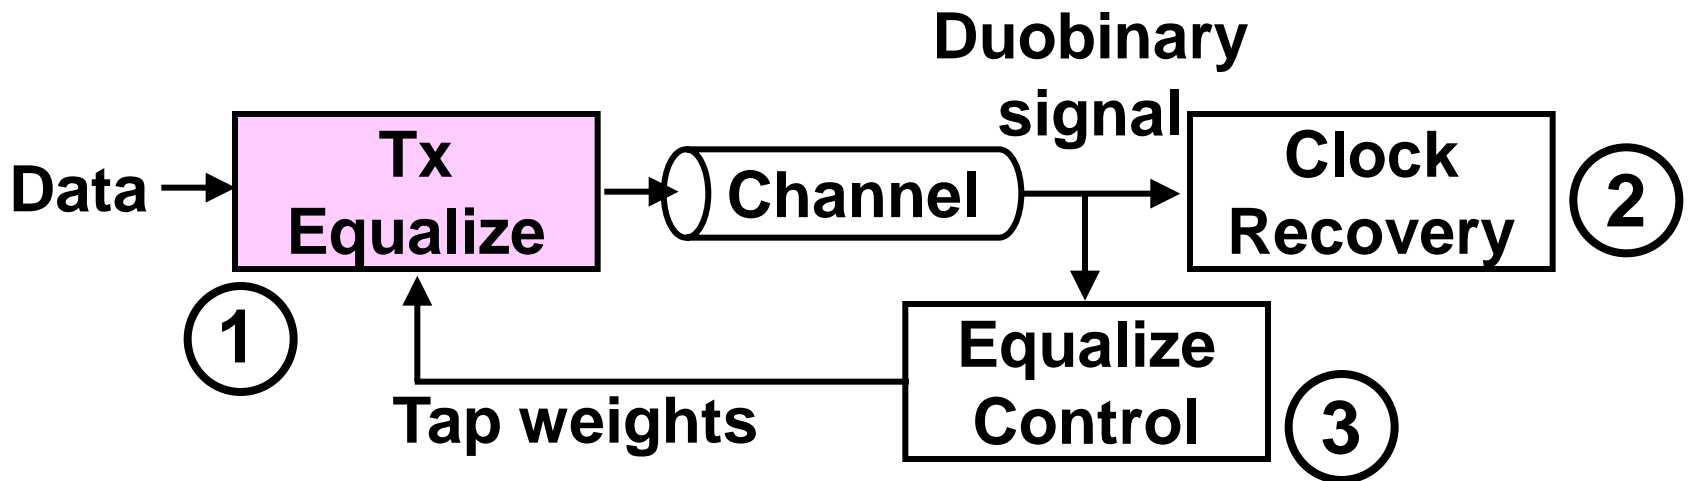 Duobinary
signal
Data
Tx
Equalize
Channel
Clock
Recovery
2
1
Tap weights
Equalize
Control
3